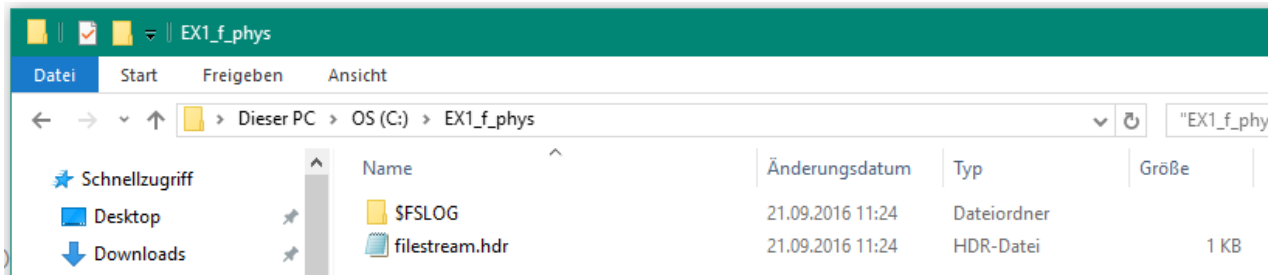 EX1_f_phys
Datei Start Freigeben Ansicht
Dieser PC > OS (C:) > EX1_f_phys "EX1_f_phy
Schnellzugriff
Desktop
Downloads
Name Änderungsdatum Typ Größe
$FSLOG 21.09.2016 11:24 Dateiordner
filestream.hdr 21.09.2016 11:24 HDR-Datei 1 KB